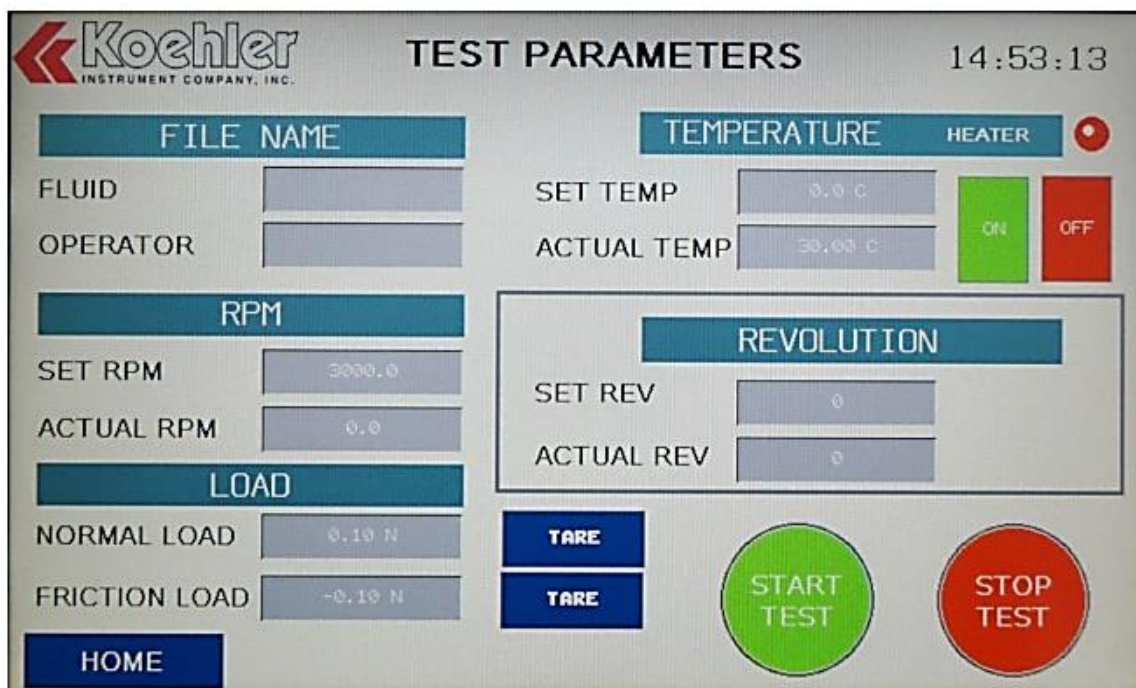 Koehler
INSTRUMENT COMPANY, INC.
TEST PARAMETERS
14:53:13
FILE NAME
FLUID
OPERATOR
RPM
SET RPM 3000.0
ACTUAL RPM 0.0
LOAD
NORMAL LOAD 0.10 N TARE
FRICTION LOAD -0.10 N TARE
HOME
TEMPERATURE HEATER
SET TEMP 0.0 C
ACTUAL TEMP 30.00 C
ON OFF
REVOLUTION
SET REV 0
ACTUAL REV 0
START
TEST
STOP
TEST